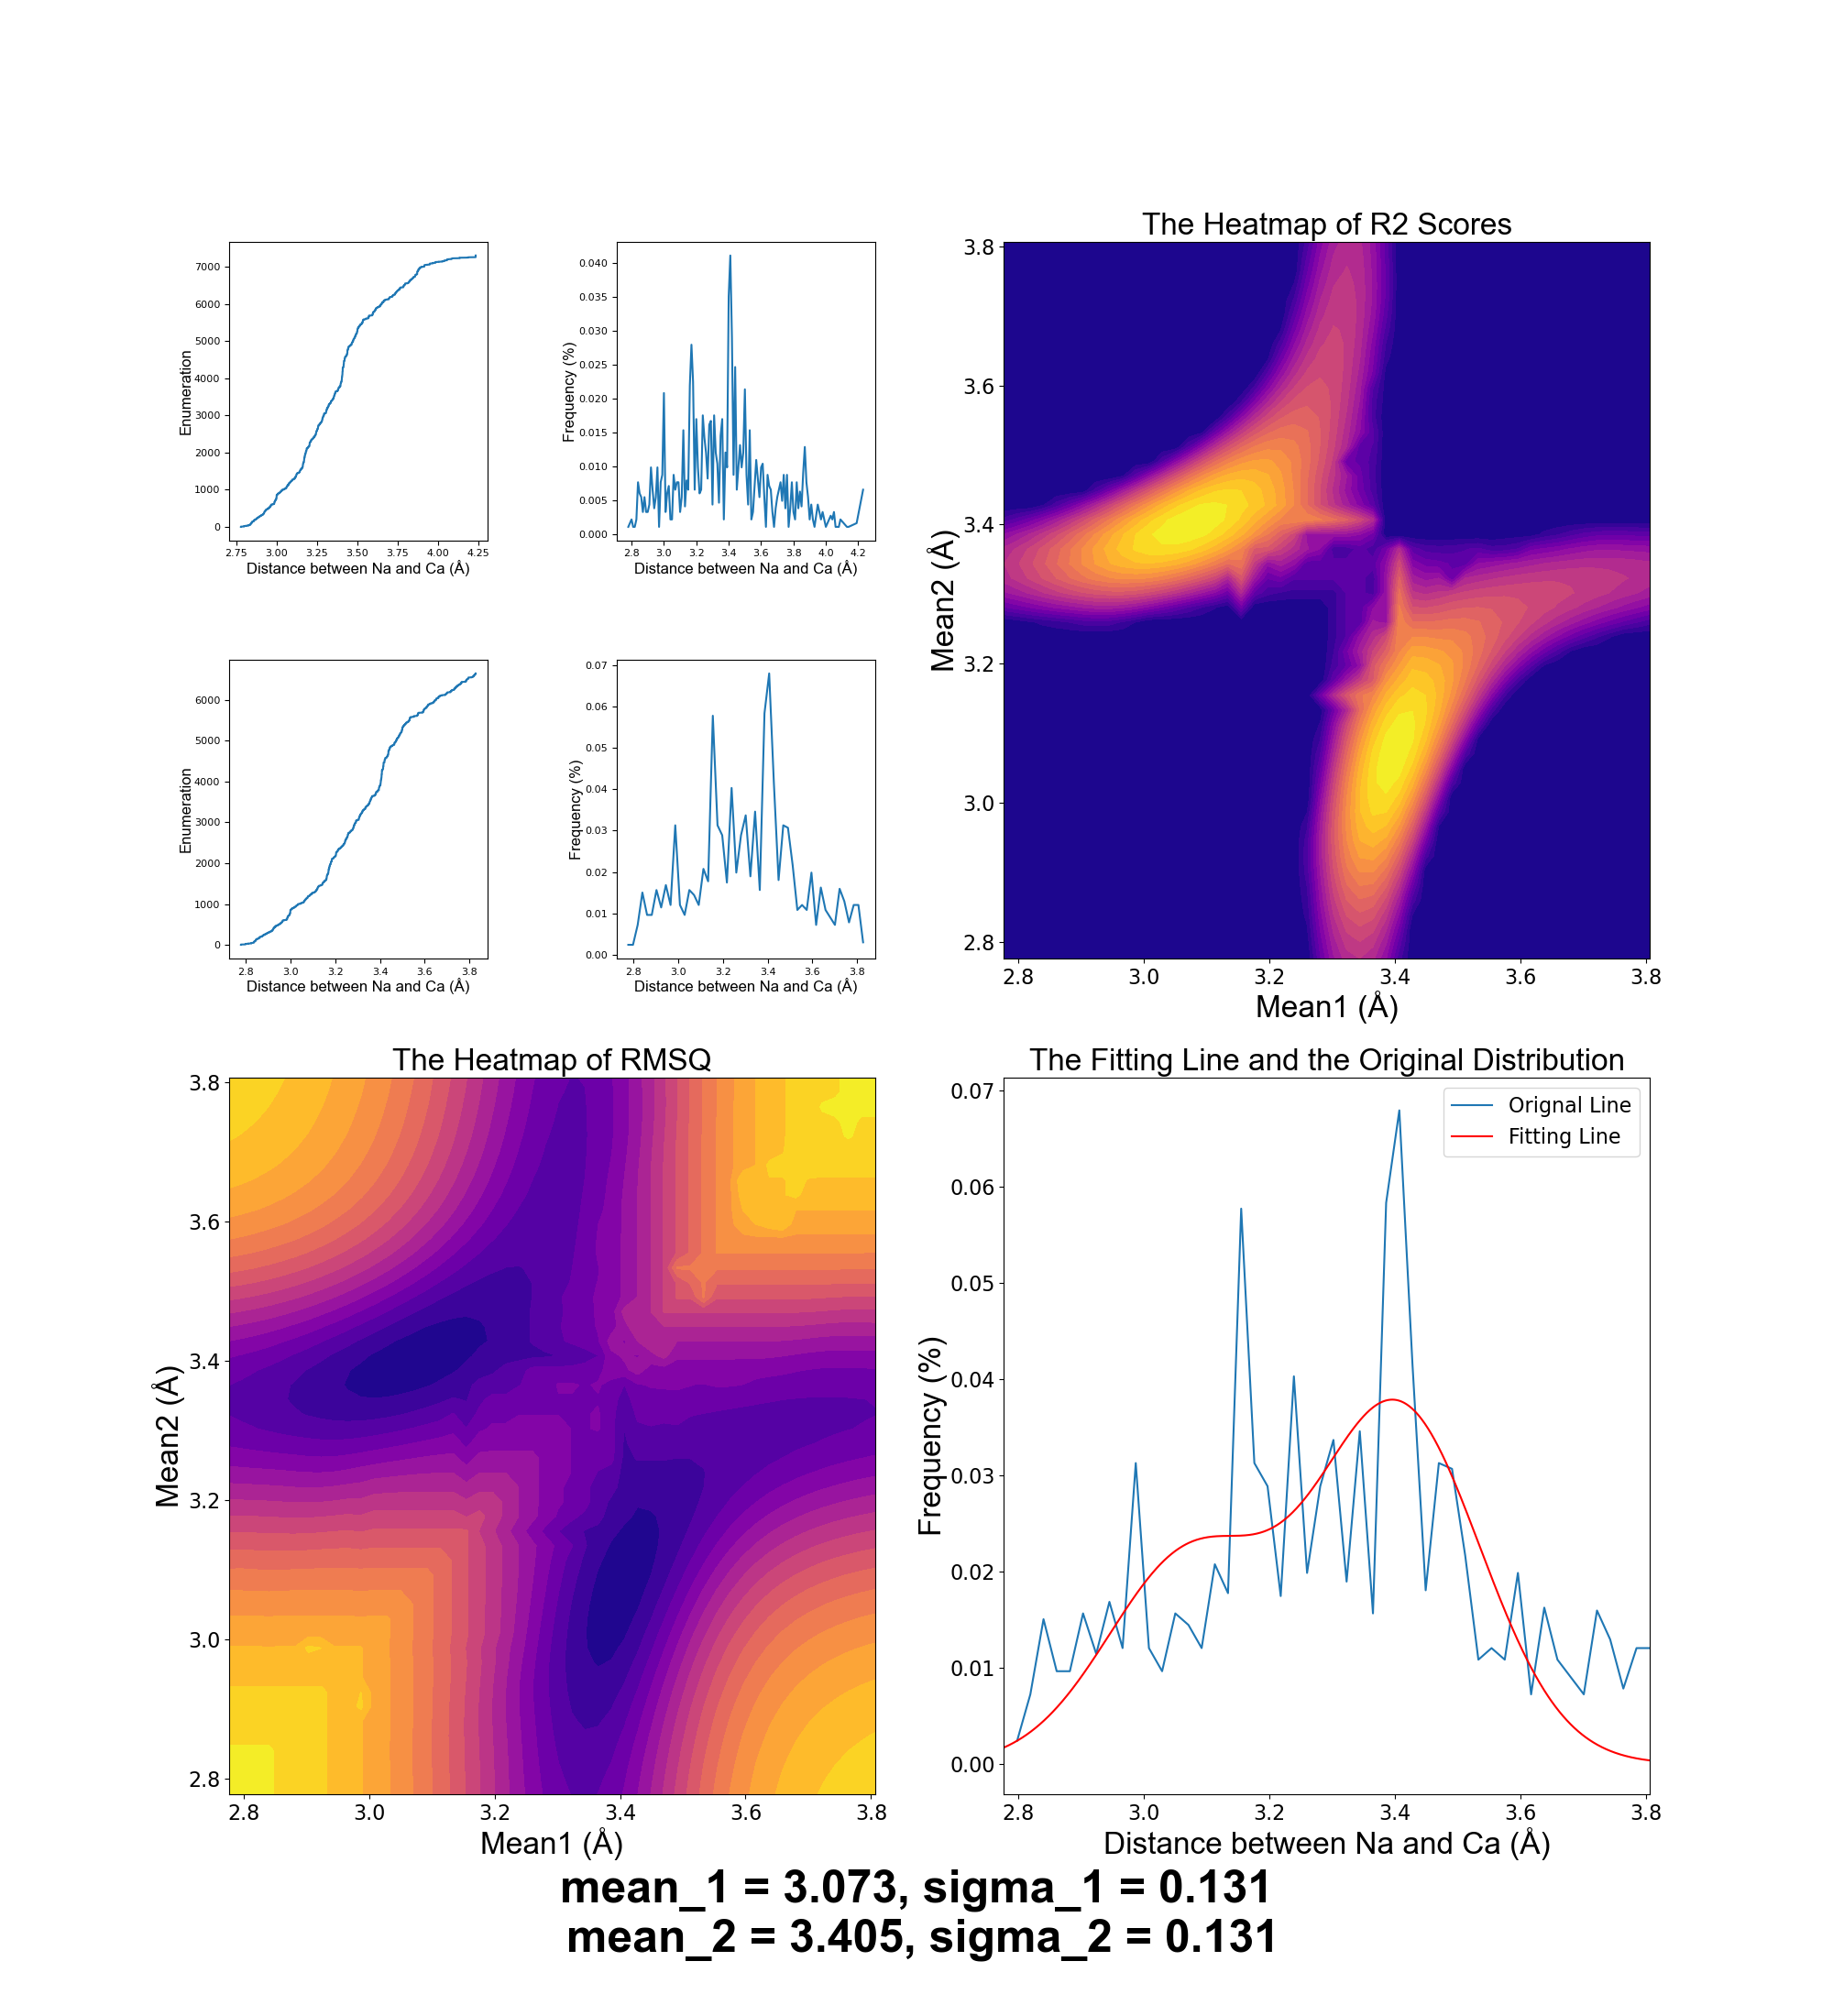 The Heatmap of R2 Scores
7000
6000
5000
4000
3000
2000
1000
0
Enumeration
2.75 3.00 3.25 3.50 3.75 4.00 4.25
Distance between Na and Ca (Å)
0.040
0.035
0.030
0.025
0.020
0.015
0.010
0.005
0.000
Frequency (%)
2.8 3.0 3.2 3.4 3.6 3.8 4.0 4.2
Distance between Na and Ca (Å)
3.8
3.6
3.4
3.2
3.0
2.8
Mean2 (Å)
2.8 3.0 3.2 3.4 3.6 3.8
Mean1 (Å)
6000
5000
4000
3000
2000
1000
0
Enumeration
2.8 3.0 3.2 3.4 3.6 3.8
Distance between Na and Ca (Å)
0.07
0.06
0.05
0.04
0.03
0.02
0.01
0.00
Frequency (%)
2.8 3.0 3.2 3.4 3.6 3.8
Distance between Na and Ca (Å)
The Heatmap of RMSQ
3.8
3.6
3.4
3.2
3.0
2.8
Mean2 (Å)
2.8 3.0 3.2 3.4 3.6 3.8
Mean1 (Å)
The Fitting Line and the Original Distribution
Orignal Line
Fitting Line
0.07
0.06
0.05
0.04
0.03
0.02
0.01
0.00
Frequency (%)
2.8 3.0 3.2 3.4 3.6 3.8
Distance between Na and Ca (Å)
mean_1 = 3.073, sigma_1 = 0.131
mean_2 = 3.405, sigma_2 = 0.131